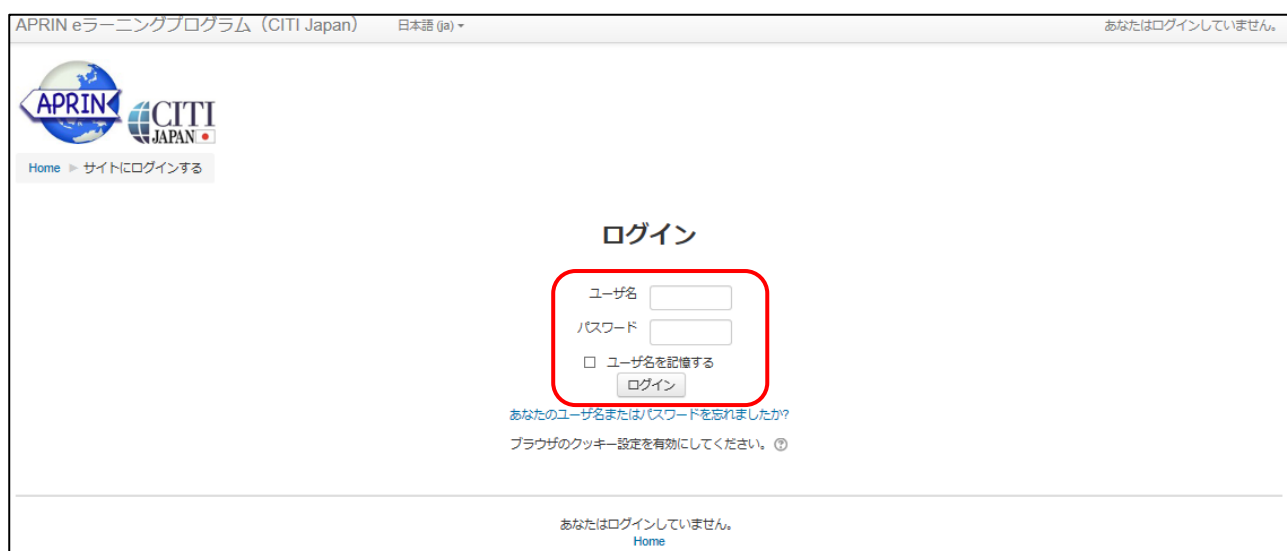 APRIN eラーニングプログラム（CITI Japan） 日本語 (ja) あなたはログインしていません。
APRIN
CITI
JAPAN
Home ▶ サイトにログインする
ログイン
ユーザ名
パスワード
ユーザ名を記憶する
ログイン
あなたのユーザ名またはパスワードを忘れましたか?
ブラウザのクッキー設定を有効にしてください。 ?
あなたはログインしていません。
Home